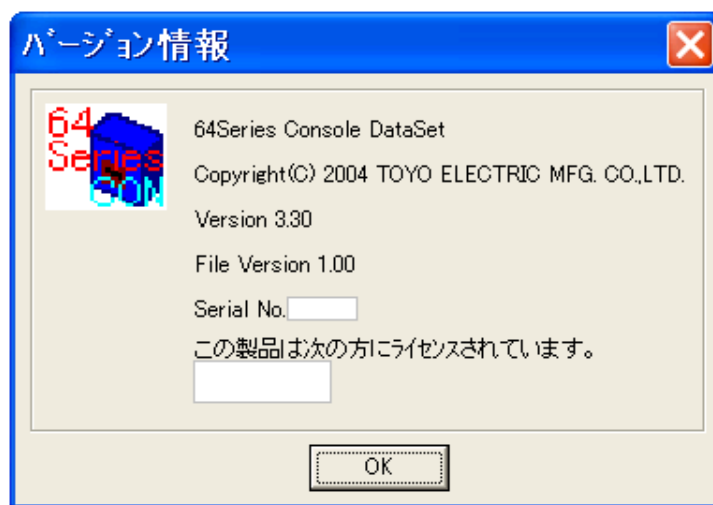 ﾊﾞｰｼﾞｮﾝ情報
64
Series
CON
64Series Console DataSet
Copyright(C) 2004 TOYO ELECTRIC MFG. CO.,LTD.
Version 3.30
File Version 1.00
Serial No.
この製品は次の方にﾗｲｾﾝｽされています。
OK